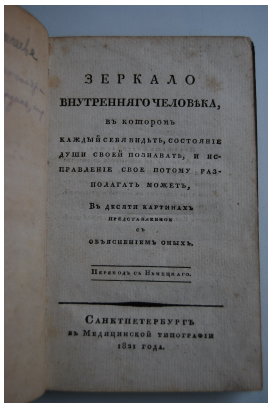 ЗЕРКАЛО
ВНУТРЕННЯГО ЧЕЛОВѢКА,
въ которомъ
каждый себя видѣть, состояніе
души своей познавать, и ис-
правленіе свое потому рас-
полагать можетъ,
Въ десяти картинахъ
представленное
съ
объясненіемъ оныхъ.
Переводъ съ Нѣмецкаго.
Санктпетербургъ
въ Медицинской типографіи
1821 года.